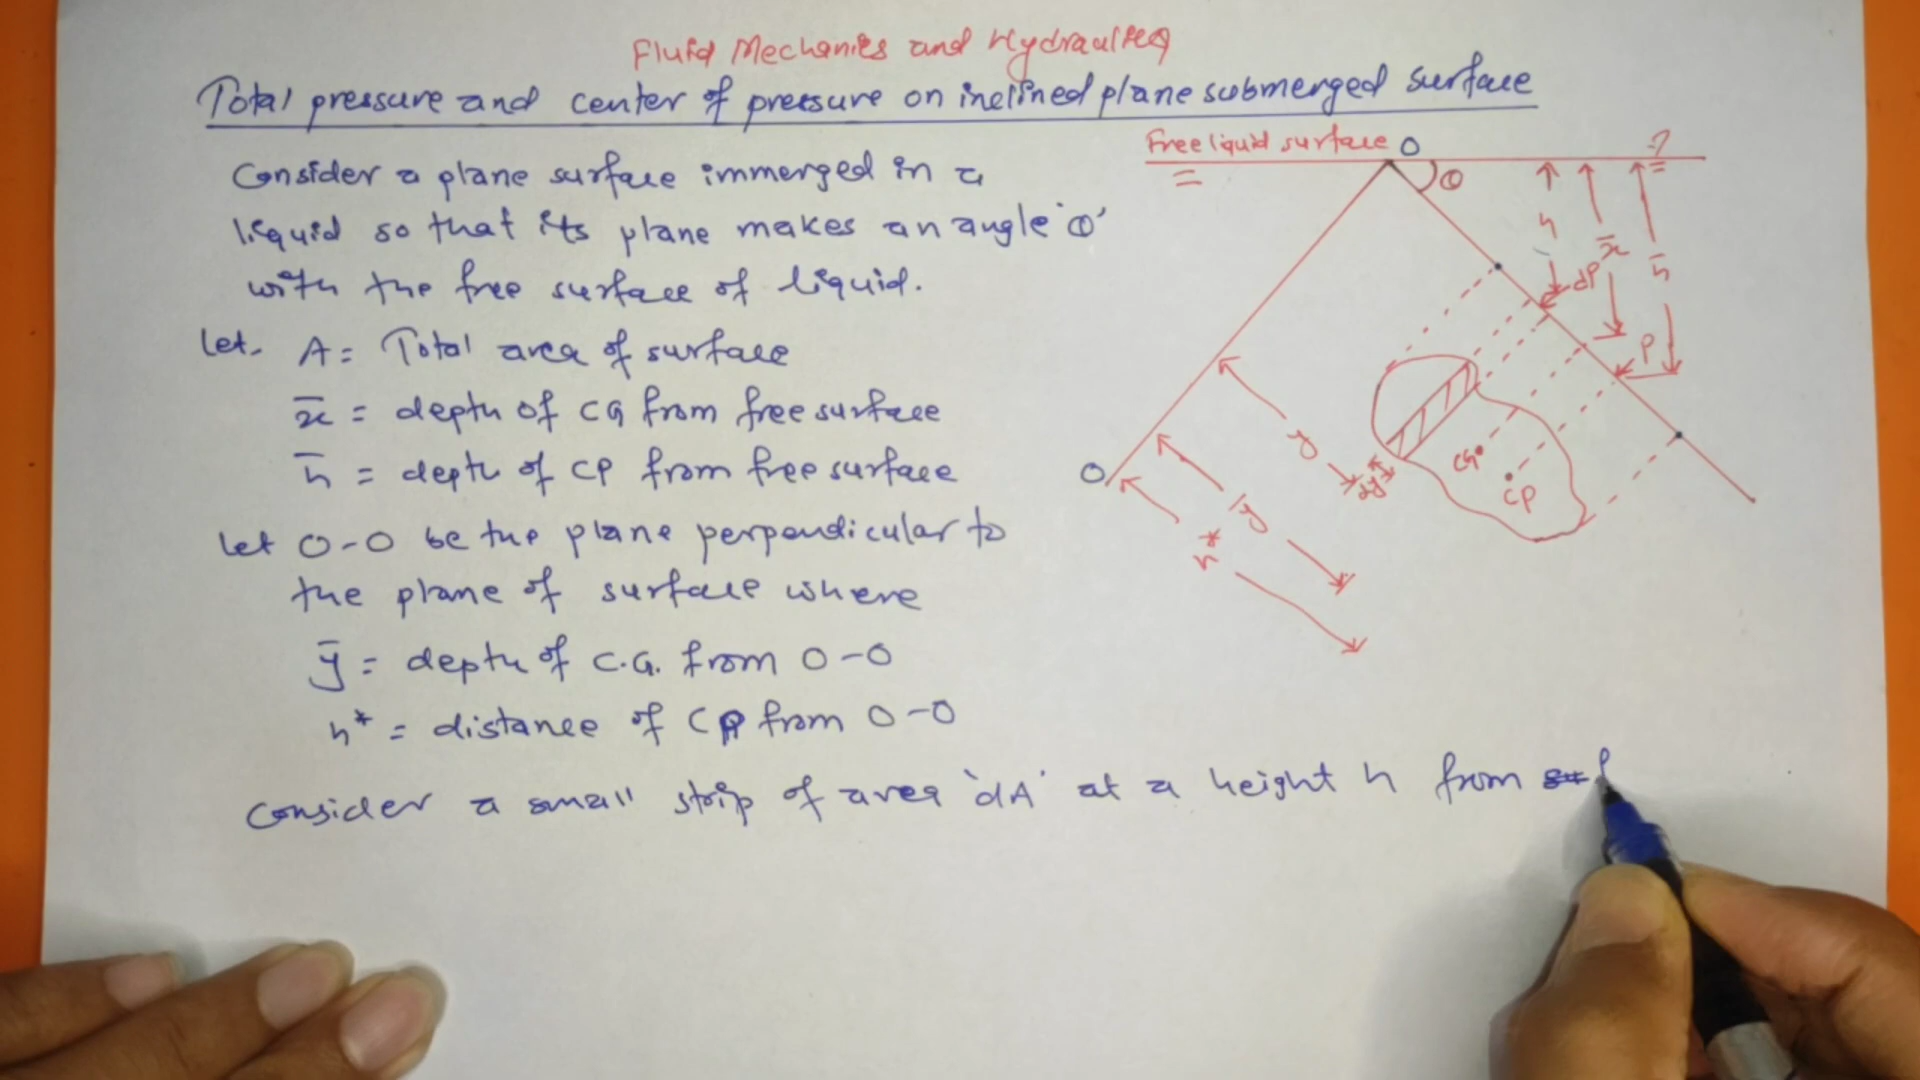 Fluid Mechanics and Hydraulics
Total pressure and center of pressure on inclined plane submerged surface
Consider a plane surface immerged in a
liquid so that its plane makes an angle 'θ'
with the free surface of liquid.
Let, A = Total area of surface
x̄ = depth of CG from free surface
h̄ = depth of CP from free surface
Let O-O be the plane perpendicular to
the plane of surface where
ȳ = depth of C.G. from O-O
h* = distance of CP from O-O
Consider a small strip of area 'dA' at a height h from
Free liquid surface O
θ
h
x̄
h̄
dP
P
O
y
dy
ȳ
h*
CG
CP